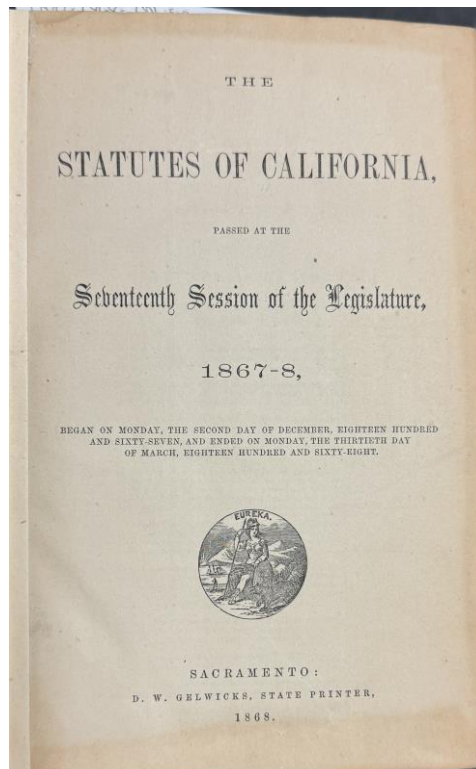 THE
STATUTES OF CALIFORNIA,
PASSED AT THE
Seventeenth Session of the Legislature,
1867-8,
BEGAN ON MONDAY, THE SECOND DAY OF DECEMBER, EIGHTEEN HUNDRED
AND SIXTY-SEVEN, AND ENDED ON MONDAY, THE THIRTIETH DAY
OF MARCH, EIGHTEEN HUNDRED AND SIXTY-EIGHT.
EUREKA.
SACRAMENTO:
D. W. GELWICKS, STATE PRINTER,
1868.